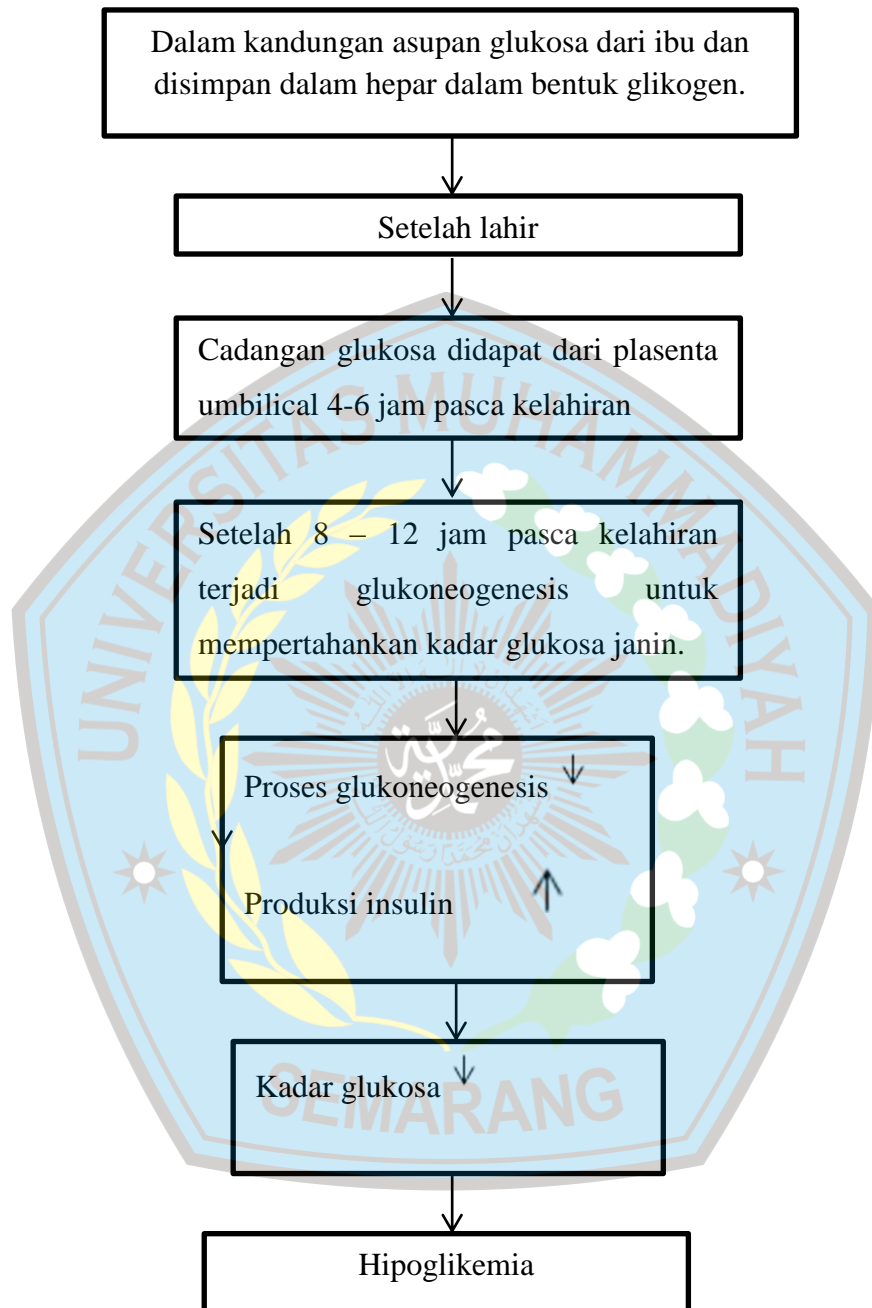 Dalam kandungan asupan glukosa dari ibu dan
disimpan dalam hepar dalam bentuk glikogen.
Setelah lahir
Cadangan glukosa didapat dari plasenta
umbilical 4-6 jam pasca kelahiran
Setelah 8 – 12 jam pasca kelahiran
terjadi glukoneogenesis untuk
mempertahankan kadar glukosa janin.
Proses glukoneogenesis ↓
Produksi insulin ↑
Kadar glukosa ↓
Hipoglikemia
UNIVERSITAS MUHAMMADIYAH
SEMARANG